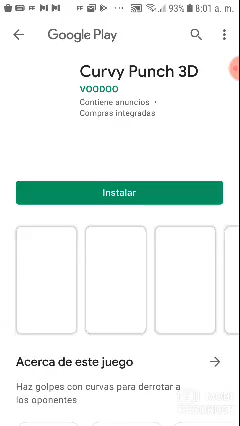 93% 8:01 a. m.
Google Play
Curvy Punch 3D
VOODOO
Contiene anuncios •
Compras integradas
Instalar
Acerca de este juego
Haz golpes con curvas para derrotar a
los oponentes